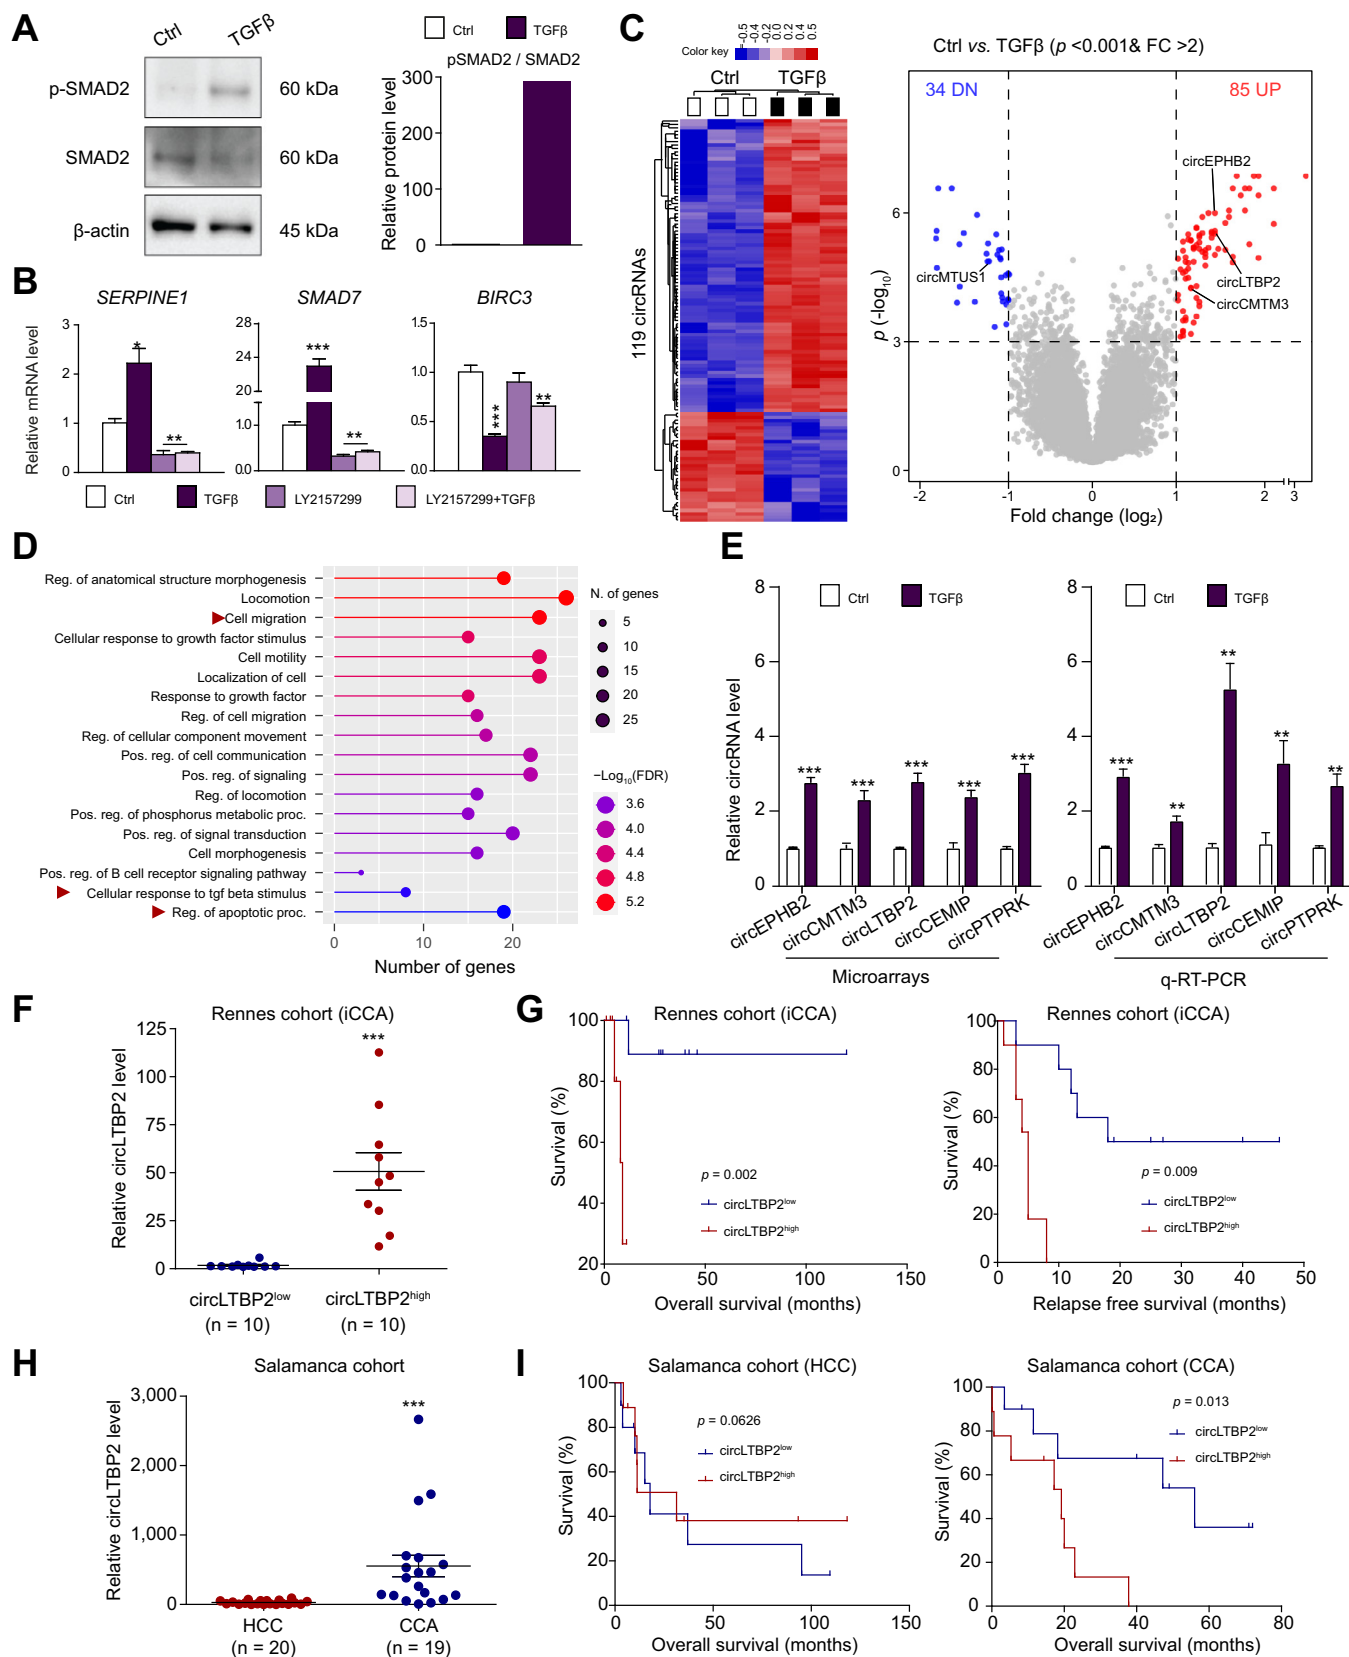 A
Ctrl
TGFβ
p-SMAD2
60 kDa
SMAD2
60 kDa
β-actin
45 kDa
Ctrl
TGFβ
pSMAD2 / SMAD2
Relative protein level
300
200
100
0
B
SERPINE1
SMAD7
BIRC3
Relative mRNA level
3
2
1
0
*
**
28
24
20
1.0
0.0
***
**
1.5
1.0
0.5
0.0
***
**
Ctrl
TGFβ
LY2157299
LY2157299+TGFβ
C
Color key
-0.5
-0.4
-0.2
0.0
0.2
0.4
0.5
Ctrl
TGFβ
119 circRNAs
Ctrl vs. TGFβ (p <0.001& FC >2)
34 DN
85 UP
circEPHB2
circMTUS1
circLTBP2
circCMTM3
p (-log10)
6
3
0
-2
-1
0
1
2
3
Fold change (log2)
D
Reg. of anatomical structure morphogenesis
Locomotion
Cell migration
Cellular response to growth factor stimulus
Cell motility
Localization of cell
Response to growth factor
Reg. of cell migration
Reg. of cellular component movement
Pos. reg. of cell communication
Pos. reg. of signaling
Reg. of locomotion
Pos. reg. of phosphorus metabolic proc.
Pos. reg. of signal transduction
Cell morphogenesis
Pos. reg. of B cell receptor signaling pathway
Cellular response to tgf beta stimulus
Reg. of apoptotic proc.
0
10
20
Number of genes
N. of genes
5
10
15
20
25
−Log10(FDR)
3.6
4.0
4.4
4.8
5.2
E
Relative circRNA level
8
6
4
2
0
Ctrl
TGFβ
***
***
***
***
***
circEPHB2
circCMTM3
circLTBP2
circCEMIP
circPTPRK
Microarrays
8
6
4
2
0
Ctrl
TGFβ
***
**
**
**
**
circEPHB2
circCMTM3
circLTBP2
circCEMIP
circPTPRK
q-RT-PCR
F
Rennes cohort (iCCA)
Relative circLTBP2 level
125
100
75
50
25
0
***
circLTBP2low
(n = 10)
circLTBP2high
(n = 10)
G
Rennes cohort (iCCA)
Survival (%)
100
80
60
40
20
p = 0.002
circLTBP2low
circLTBP2high
0
50
100
150
Overall survival (months)
Rennes cohort (iCCA)
Survival (%)
100
80
60
40
20
0
p = 0.009
circLTBP2low
circLTBP2high
0
10
20
30
40
50
Relapse free survival (months)
H
Salamanca cohort
Relative circLTBP2 level
3,000
2,000
1,000
0
***
HCC
(n = 20)
CCA
(n = 19)
I
Salamanca cohort (HCC)
Survival (%)
100
80
60
40
20
0
p = 0.0626
circLTBP2low
circLTBP2high
0
50
100
150
Overall survival (months)
Salamanca cohort (CCA)
Survival (%)
100
80
60
40
20
0
p = 0.013
circLTBP2low
circLTBP2high
0
20
40
60
80
Overall survival (months)